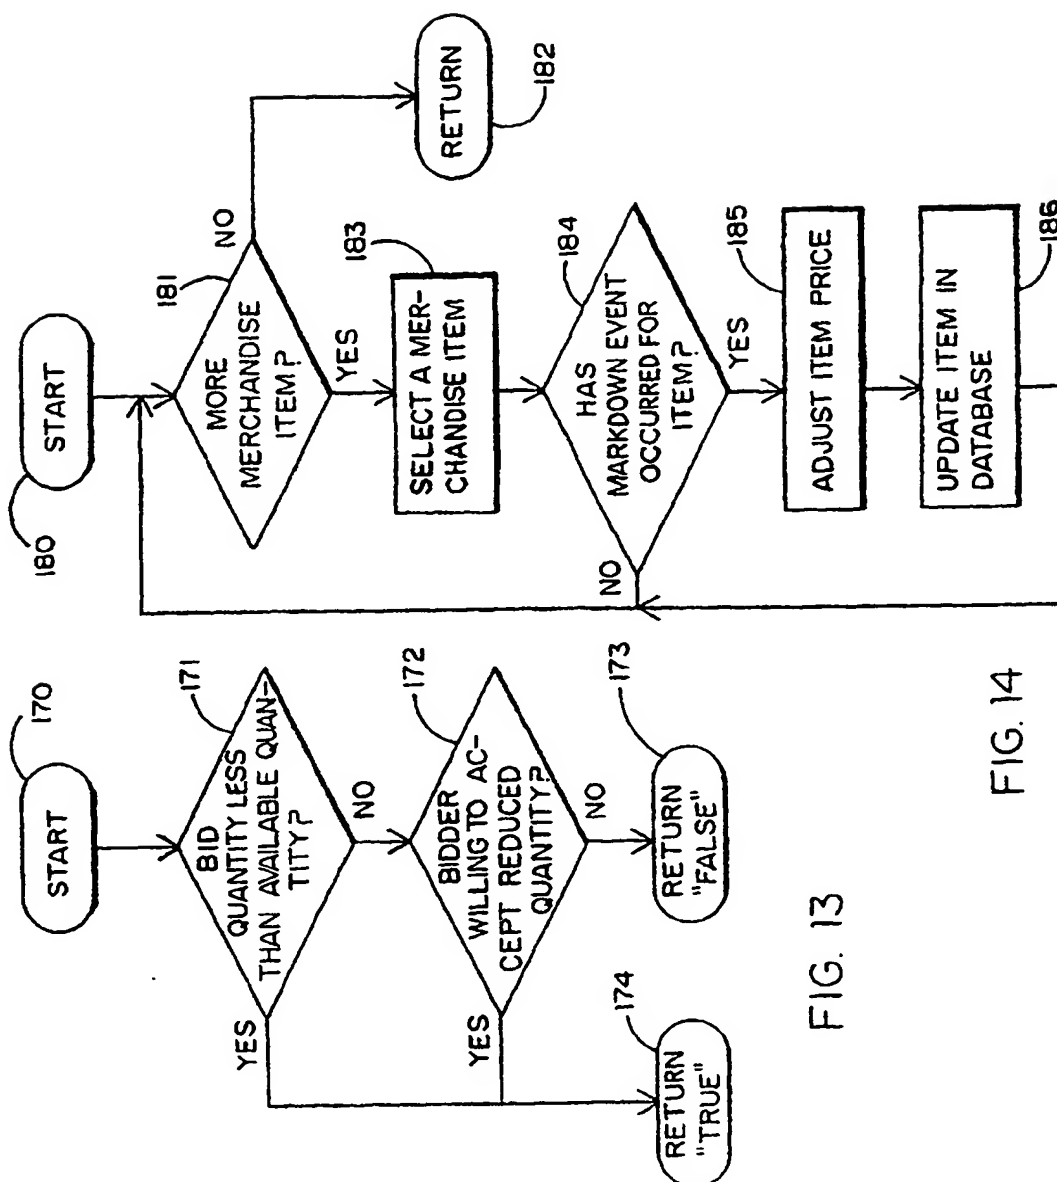 START
170
BID
QUANTITY LESS
THAN AVAILABLE QUAN-
TITY?
171
YES
NO
BIDDER
WILLING TO AC-
CEPT REDUCED
QUANTITY?
172
YES
NO
RETURN
"FALSE"
173
RETURN
"TRUE"
174
FIG. 13
START
180
MORE
MERCHANDISE
ITEM?
181
NO
YES
RETURN
182
SELECT A MER-
CHANDISE ITEM
183
HAS
MARKDOWN EVENT
OCCURRED FOR
ITEM?
184
NO
YES
ADJUST ITEM PRICE
185
UPDATE ITEM IN
DATABASE
186
FIG. 14